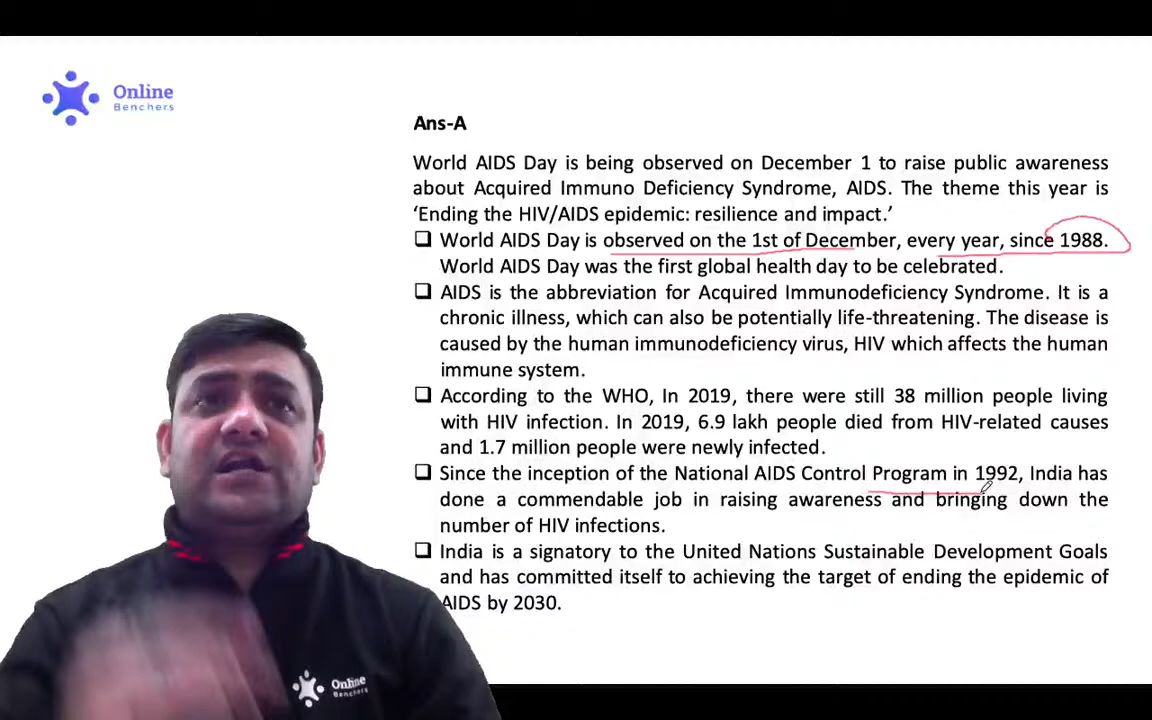 Online
Benchers
Ans-A
World AIDS Day is being observed on December 1 to raise public awareness
about Acquired Immuno Deficiency Syndrome, AIDS. The theme this year is
‘Ending the HIV/AIDS epidemic: resilience and impact.’
❑ World AIDS Day is observed on the 1st of December, every year, since 1988.
World AIDS Day was the first global health day to be celebrated.
❑ AIDS is the abbreviation for Acquired Immunodeficiency Syndrome. It is a
chronic illness, which can also be potentially life-threatening. The disease is
caused by the human immunodeficiency virus, HIV which affects the human
immune system.
❑ According to the WHO, In 2019, there were still 38 million people living
with HIV infection. In 2019, 6.9 lakh people died from HIV-related causes
and 1.7 million people were newly infected.
❑ Since the inception of the National AIDS Control Program in 1992, India has
done a commendable job in raising awareness and bringing down the
number of HIV infections.
❑ India is a signatory to the United Nations Sustainable Development Goals
and has committed itself to achieving the target of ending the epidemic of
AIDS by 2030.
Online
Benchers